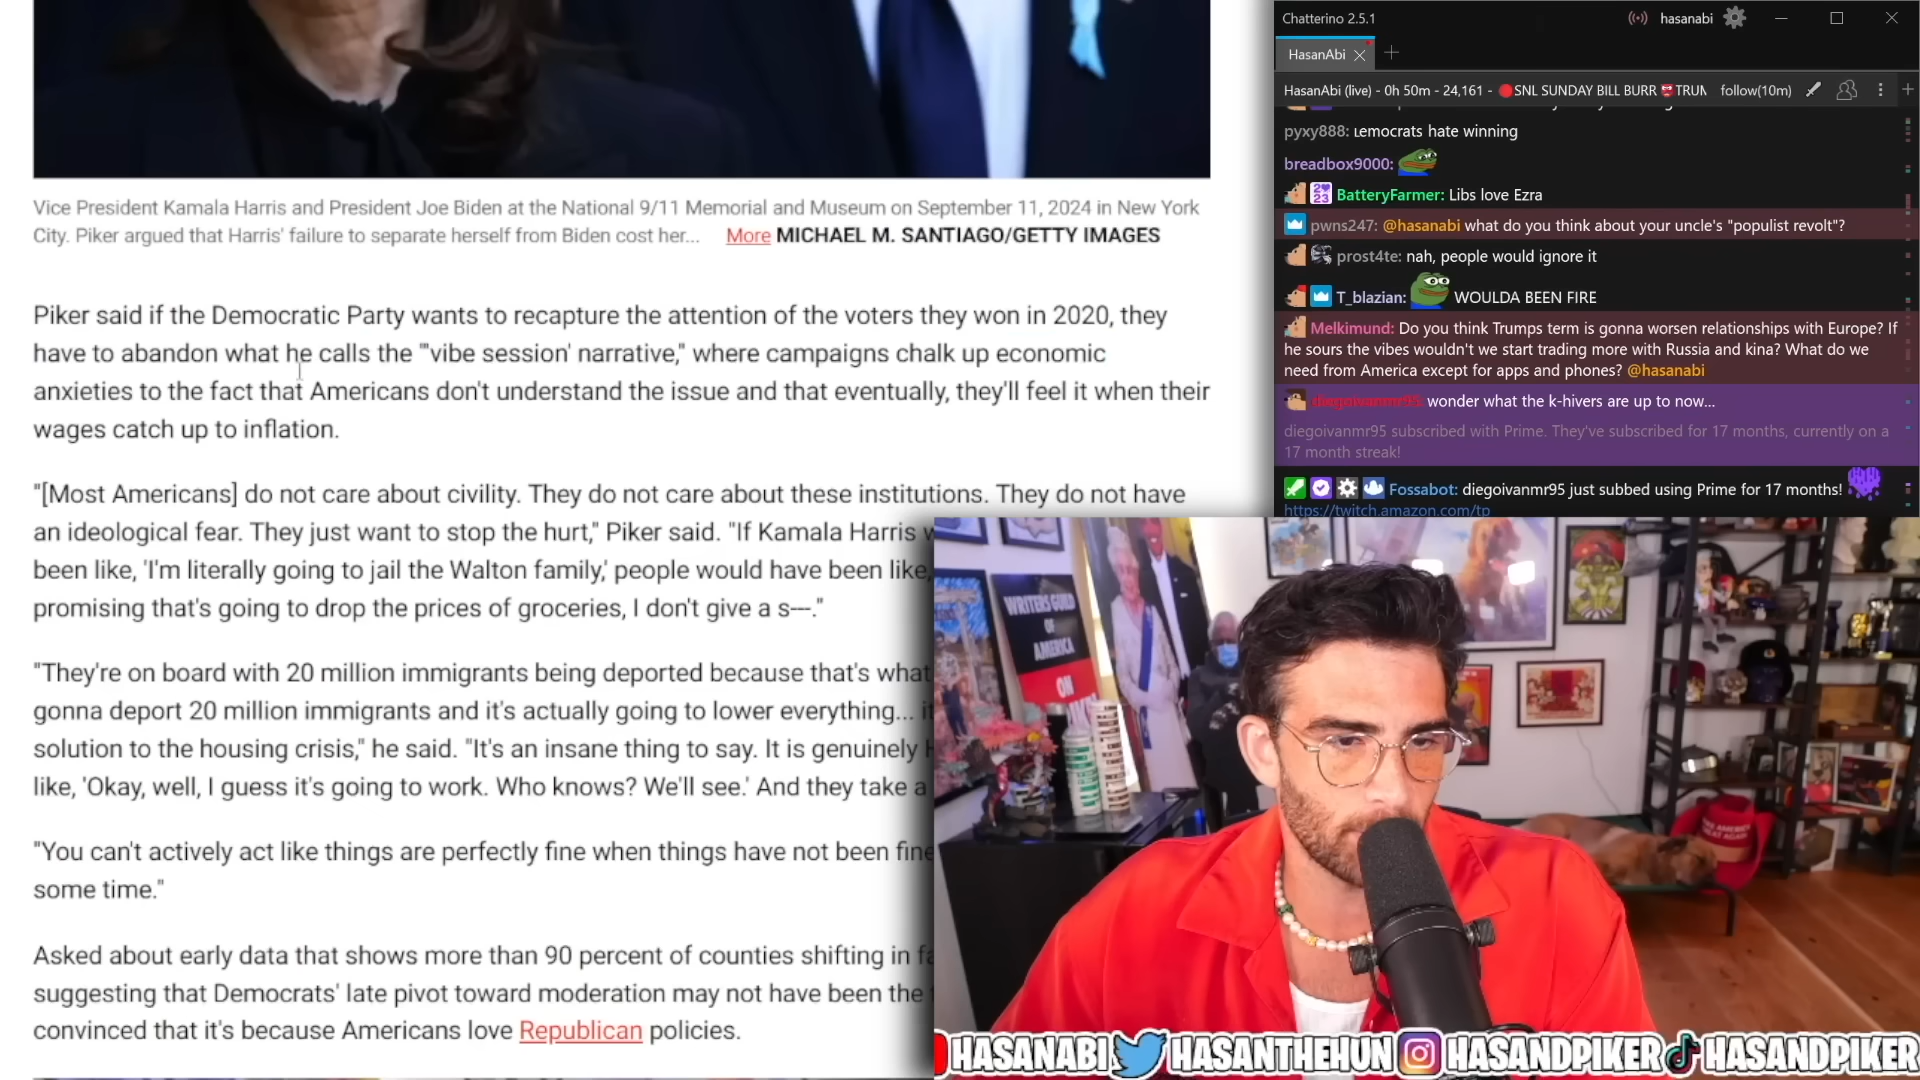 Vice President Kamala Harris and President Joe Biden at the National 9/11 Memorial and Museum on September 11, 2024 in New York
City. Piker argued that Harris' failure to separate herself from Biden cost her... More MICHAEL M. SANTIAGO/GETTY IMAGES
Piker said if the Democratic Party wants to recapture the attention of the voters they won in 2020, they
have to abandon what he calls the "'vibe session' narrative," where campaigns chalk up economic
anxieties to the fact that Americans don't understand the issue and that eventually, they'll feel it when their
wages catch up to inflation.
"[Most Americans] do not care about civility. They do not care about these institutions. They do not have
an ideological fear. They just want to stop the hurt," Piker said. "If Kamala Harris
been like, 'I'm literally going to jail the Walton family,' people would have been like,
promising that's going to drop the prices of groceries, I don't give a s---."
"They're on board with 20 million immigrants being deported because that's what
gonna deport 20 million immigrants and it's actually going to lower everything...
solution to the housing crisis," he said. "It's an insane thing to say. It is genuinely
like, 'Okay, well, I guess it's going to work. Who knows? We'll see.' And they take a
"You can't actively act like things are perfectly fine when things have not been fine
some time."
Asked about early data that shows more than 90 percent of counties shifting in
suggesting that Democrats' late pivot toward moderation may not have been the
convinced that it's because Americans love Republican policies.
Chatterino 2.5.1
hasanabi
HasanAbi
HasanAbi (live) - 0h 50m - 24,161 - SNL SUNDAY BILL BURR TRUM follow(10m)
pyxy888: emocrats hate winning
breadbox9000:
BatteryFarmer: Libs love Ezra
pwns247: @hasanabi what do you think about your uncle's "populist revolt"?
prost4te: nah, people would ignore it
T_blazian: WOULDA BEEN FIRE
Melkimund: Do you think Trumps term is gonna worsen relationships with Europe? If
he sours the vibes wouldn't we start trading more with Russia and kina? What do we
need from America except for apps and phones? @hasanabi
diegoivanmr95: wonder what the k-hivers are up to now...
diegoivanmr95 subscribed with Prime. They've subscribed for 17 months, currently on a
17 month streak!
Fossabot: diegoivanmr95 just subbed using Prime for 17 months!
https://twitch.amazon.com/tp
WRITERS GUILD
OF
AMERICA
ON
HASANABI HASANTHEHUN HASANDPIKER HASANDPIKER